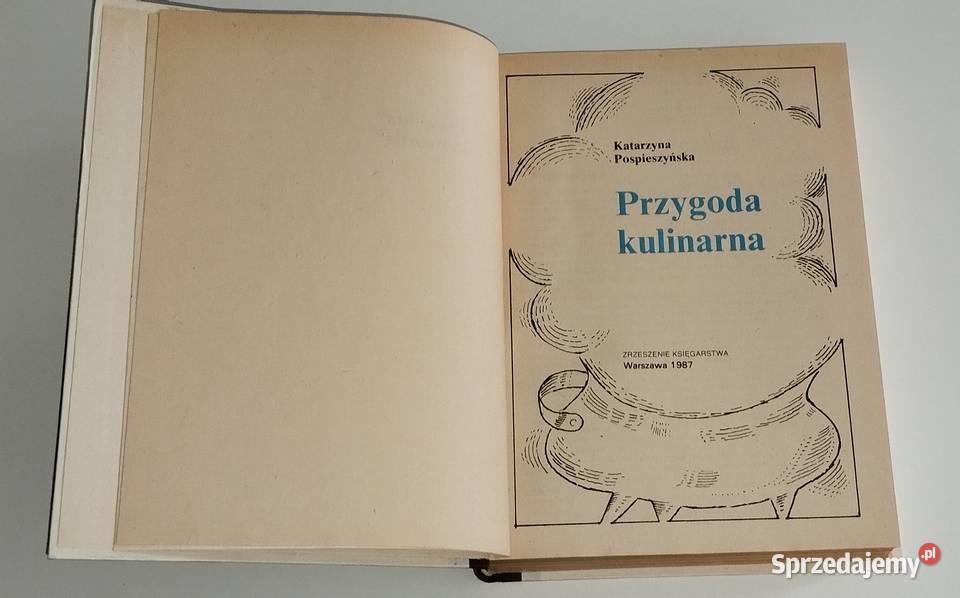 Katarzyna
Pospieszyńska
Przygoda
kulinarna
ZRZESZENIE KSIĘGARSTWA
Warszawa 1987
Sprzedajemy.pl